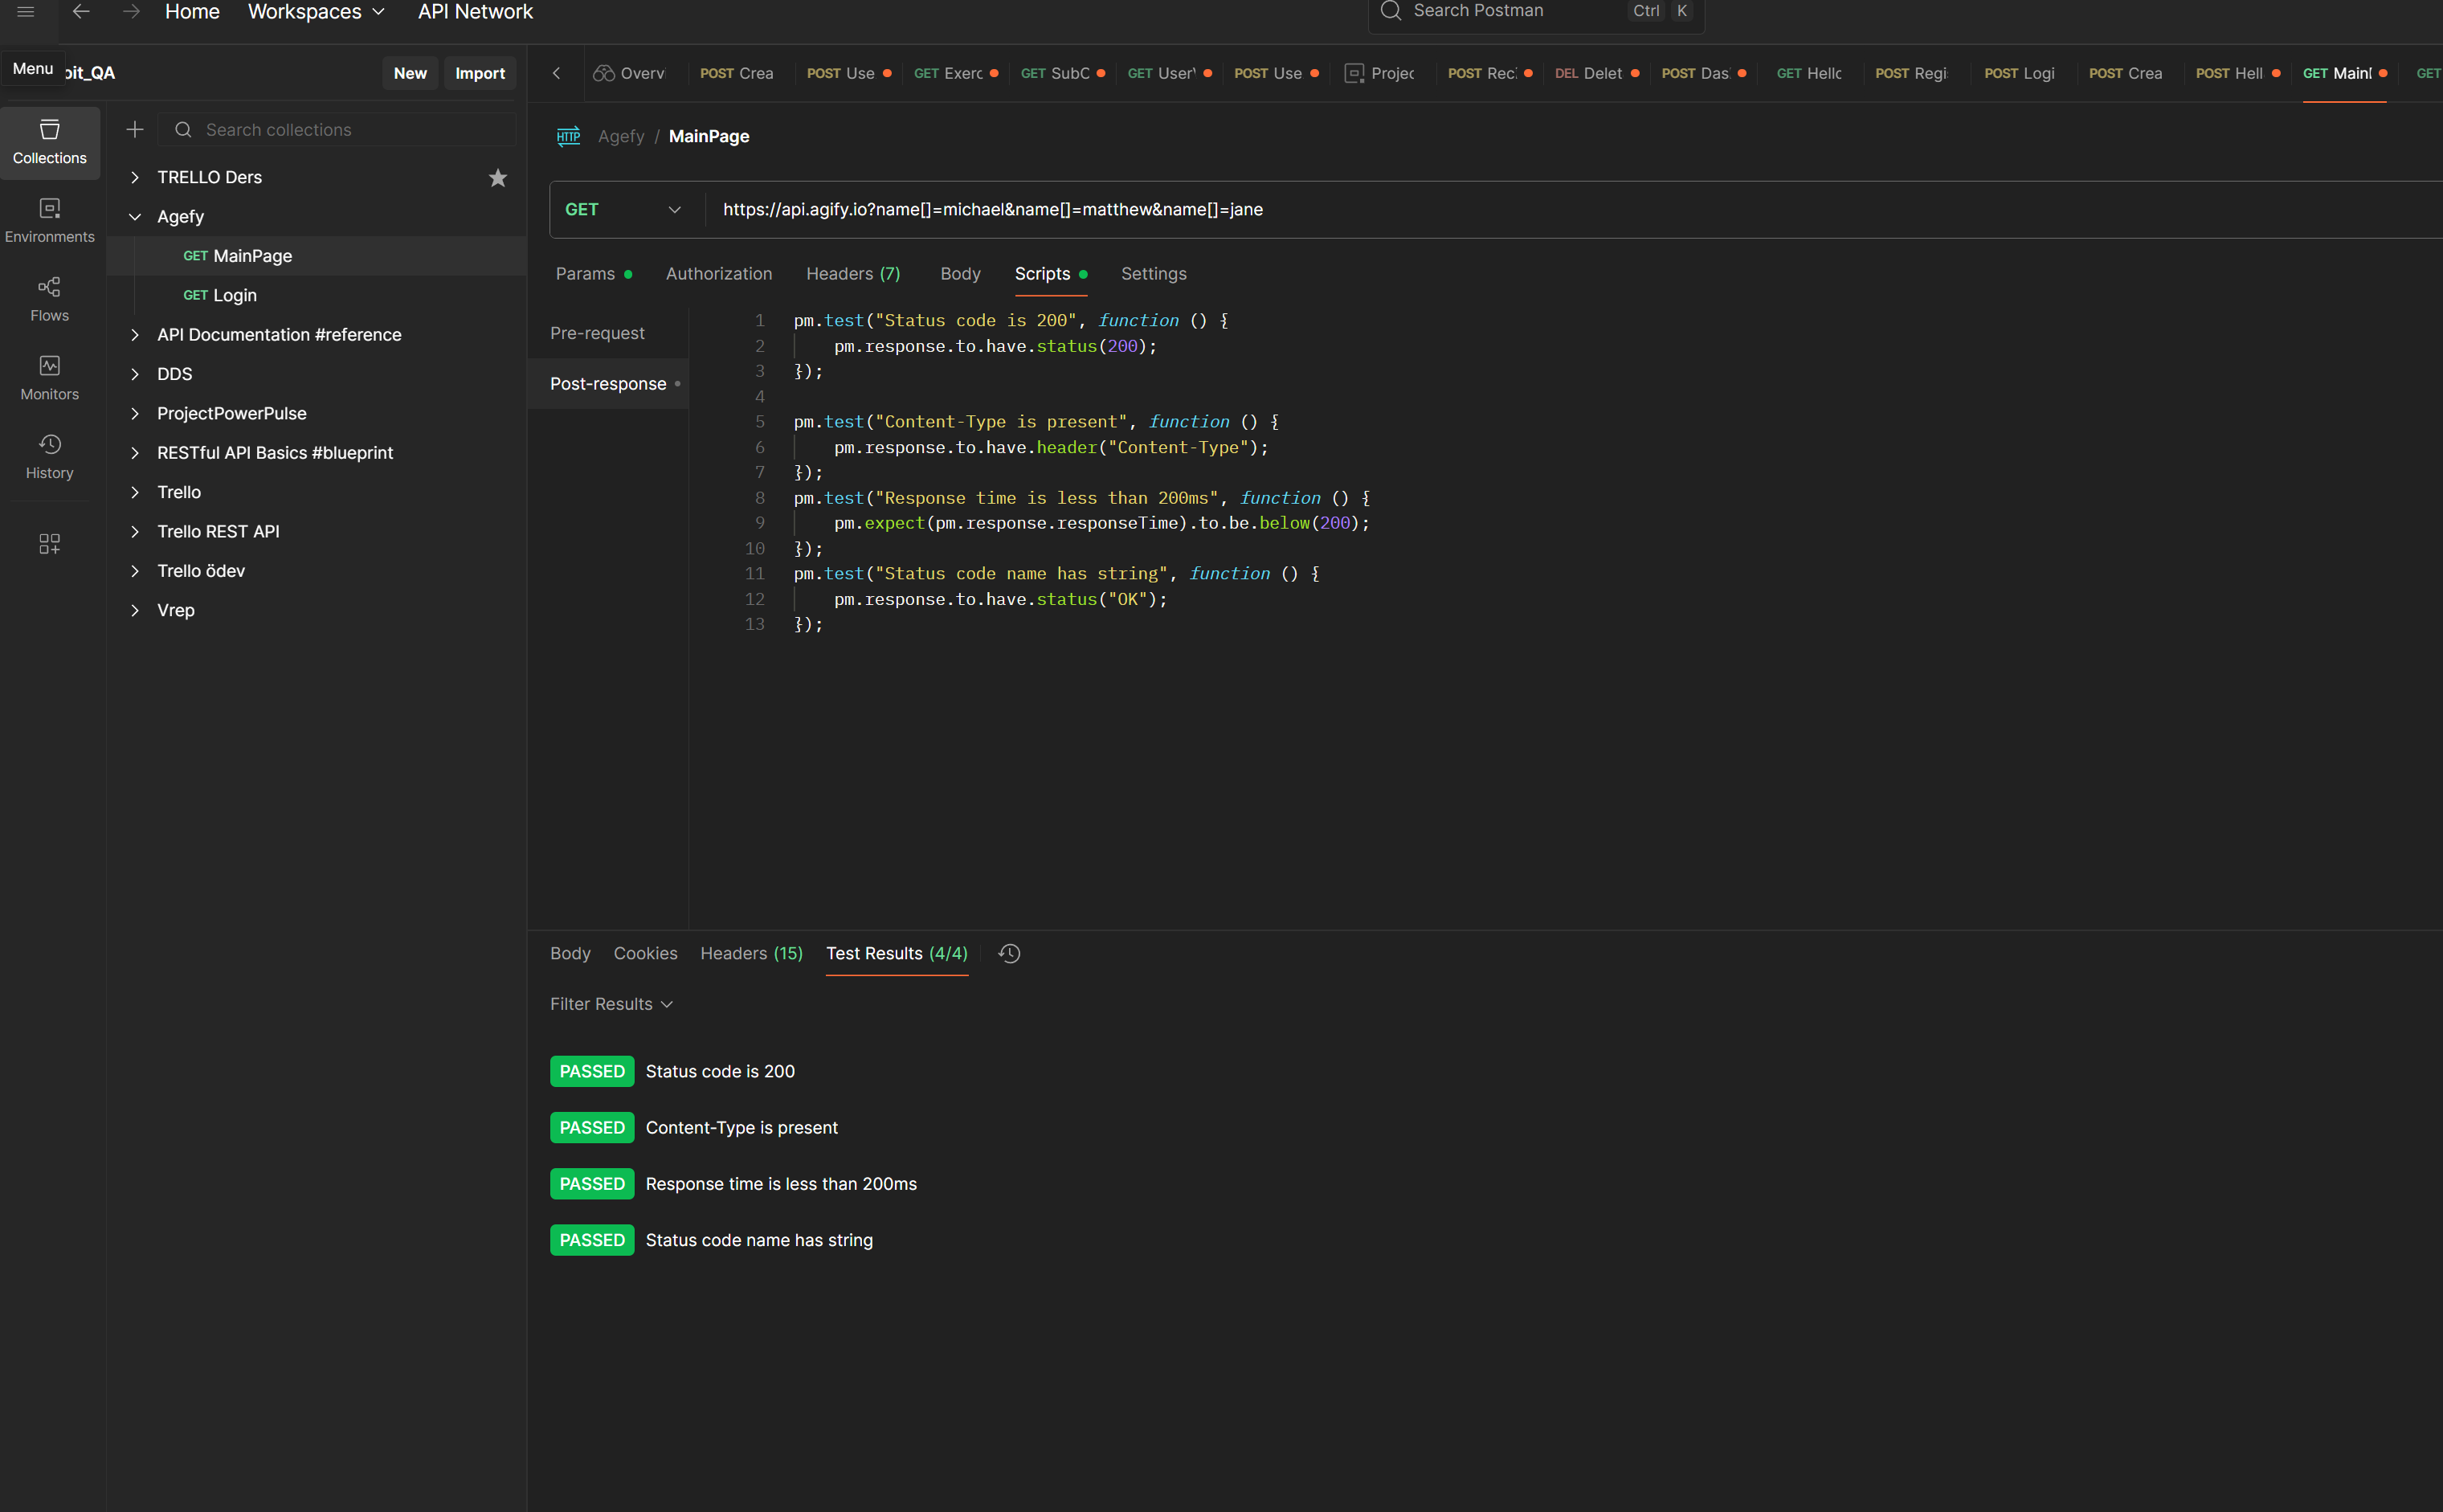 Home Workspaces API Network
Search Postman Ctrl K
Menu oit_QA New Import
Overv POST Crea POST Use GET Exerc GET SubC GET User POST Use Projec POST Rec DEL Delet POST Das GET Hellc POST Regi POST Logi POST Crea POST Hell GET Main GET
Collections
Environments
Flows
Monitors
History
Search collections
TRELLO Ders
Agefy
GET MainPage
GET Login
API Documentation #reference
DDS
ProjectPowerPulse
RESTful API Basics #blueprint
Trello
Trello REST API
Trello ödev
Vrep
HTTP Agefy / MainPage
GET https://api.agify.io?name[]=michael&name[]=matthew&name[]=jane
Params Authorization Headers (7) Body Scripts Settings
Pre-request
Post-response
1 pm.test("Status code is 200", function () {
2 pm.response.to.have.status(200);
3 });
4
5 pm.test("Content-Type is present", function () {
6 pm.response.to.have.header("Content-Type");
7 });
8 pm.test("Response time is less than 200ms", function () {
9 pm.expect(pm.response.responseTime).to.be.below(200);
10 });
11 pm.test("Status code name has string", function () {
12 pm.response.to.have.status("OK");
13 });
Body Cookies Headers (15) Test Results (4/4)
Filter Results
PASSED Status code is 200
PASSED Content-Type is present
PASSED Response time is less than 200ms
PASSED Status code name has string